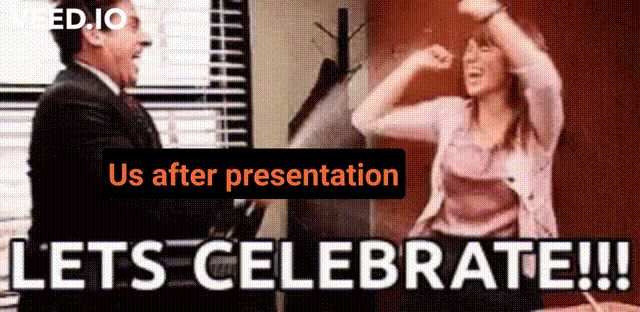 VEED.IO
Us after presentation
LETS CELEBRATE!!!